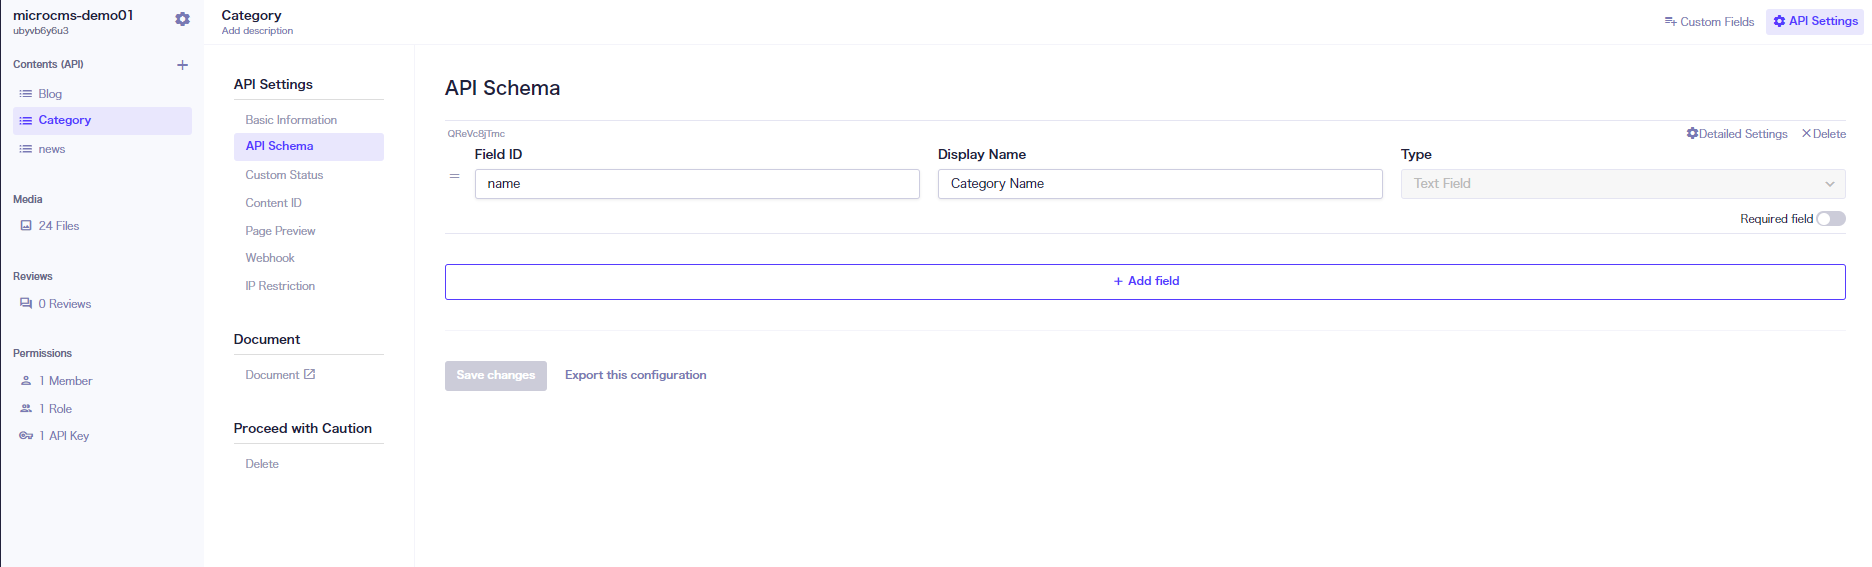 microcms-demo01
ubyvb6y6u3
Contents (API)
Blog
Category
news
Media
24 Files
Reviews
0 Reviews
Permissions
1 Member
1 Role
1 API Key
Category
Add description
Custom Fields
API Settings
API Settings
Basic Information
API Schema
Custom Status
Content ID
Page Preview
Webhook
IP Restriction
Document
Document
Proceed with Caution
Delete
API Schema
QReVc8jTmc
Detailed Settings
Delete
Field ID
Display Name
Type
name
Category Name
Text Field
Required field
+ Add field
Save changes
Export this configuration